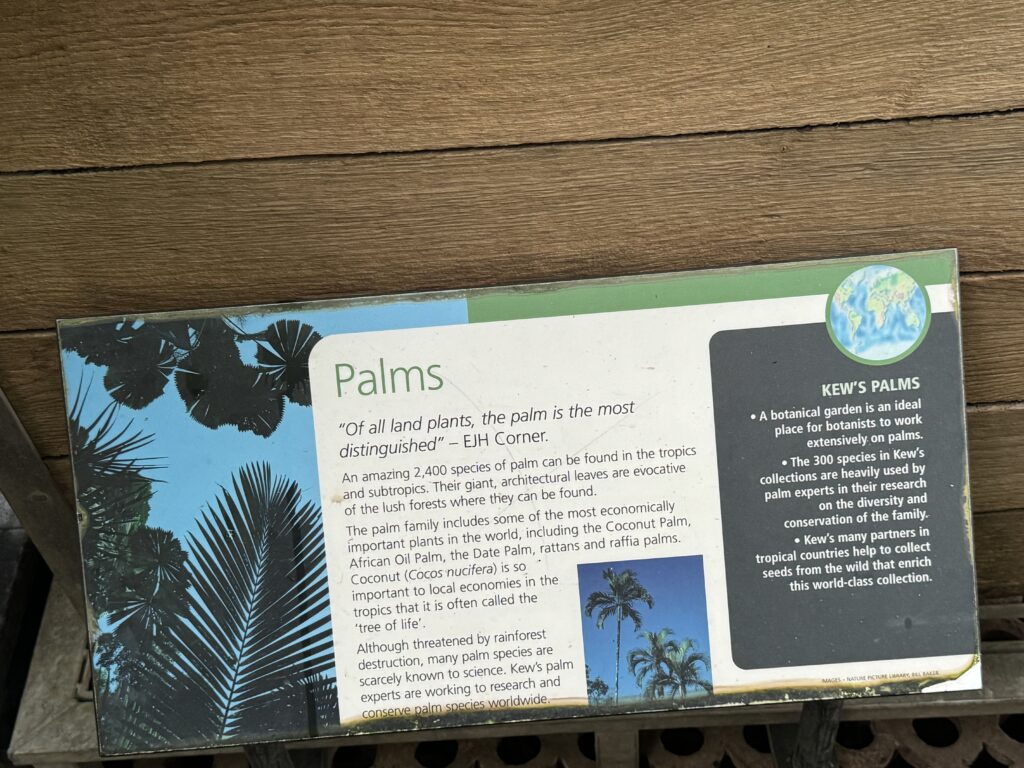 Palms
“Of all land plants, the palm is the most
distinguished” – EJH Corner.
An amazing 2,400 species of palm can be found in the tropics
and subtropics. Their giant, architectural leaves are evocative
of the lush forests where they can be found.
The palm family includes some of the most economically
important plants in the world, including the Coconut Palm,
African Oil Palm, the Date Palm, rattans and raffia palms.
Coconut (Cocos nucifera) is so
important to local economies in the
tropics that it is often called the
‘tree of life’.
Although threatened by rainforest
destruction, many palm species are
scarcely known to science. Kew’s palm
experts are working to research and
conserve palm species worldwide.
KEW’S PALMS
• A botanical garden is an ideal
place for botanists to work
extensively on palms.
• The 300 species in Kew’s
collections are heavily used by
palm experts in their research
on the diversity and
conservation of the family.
• Kew’s many partners in
tropical countries help to collect
seeds from the wild that enrich
this world-class collection.
IMAGES – NATURE PICTURE LIBRARY, BILL BAKER